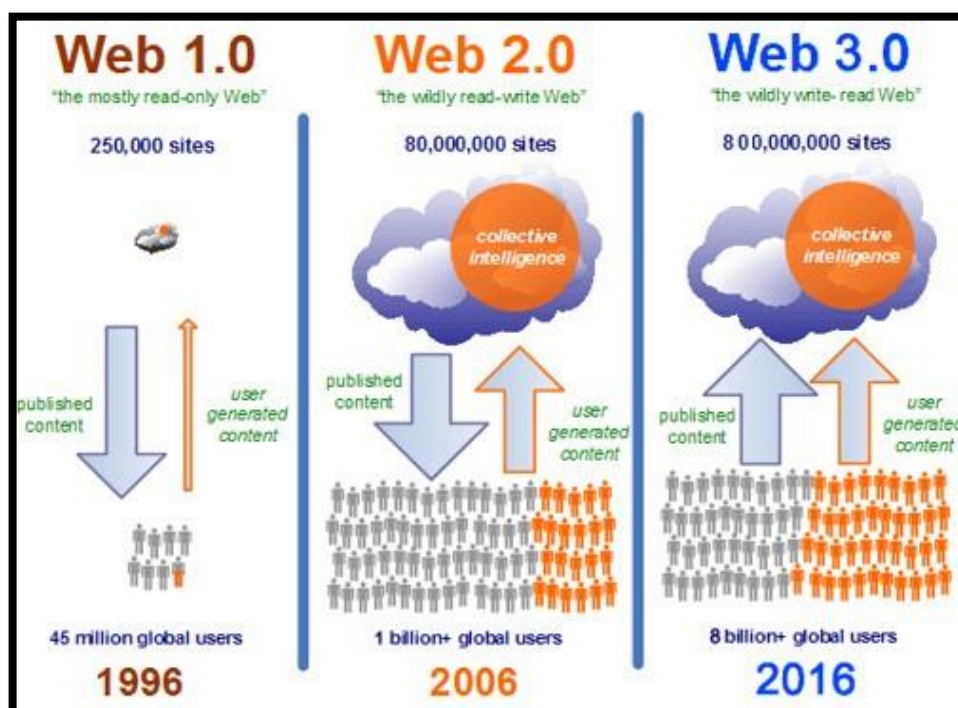 Web 1.0
"the mostly read-only Web"
250,000 sites
published
content
user
generated
content
45 million global users
1996
Web 2.0
"the wildly read-write Web"
80,000,000 sites
collective
intelligence
published
content
user
generated
content
1 billion+ global users
2006
Web 3.0
"the wildly write- read Web"
800,000,000 sites
collective
intelligence
published
content
user
generated
content
8 billion+ global users
2016